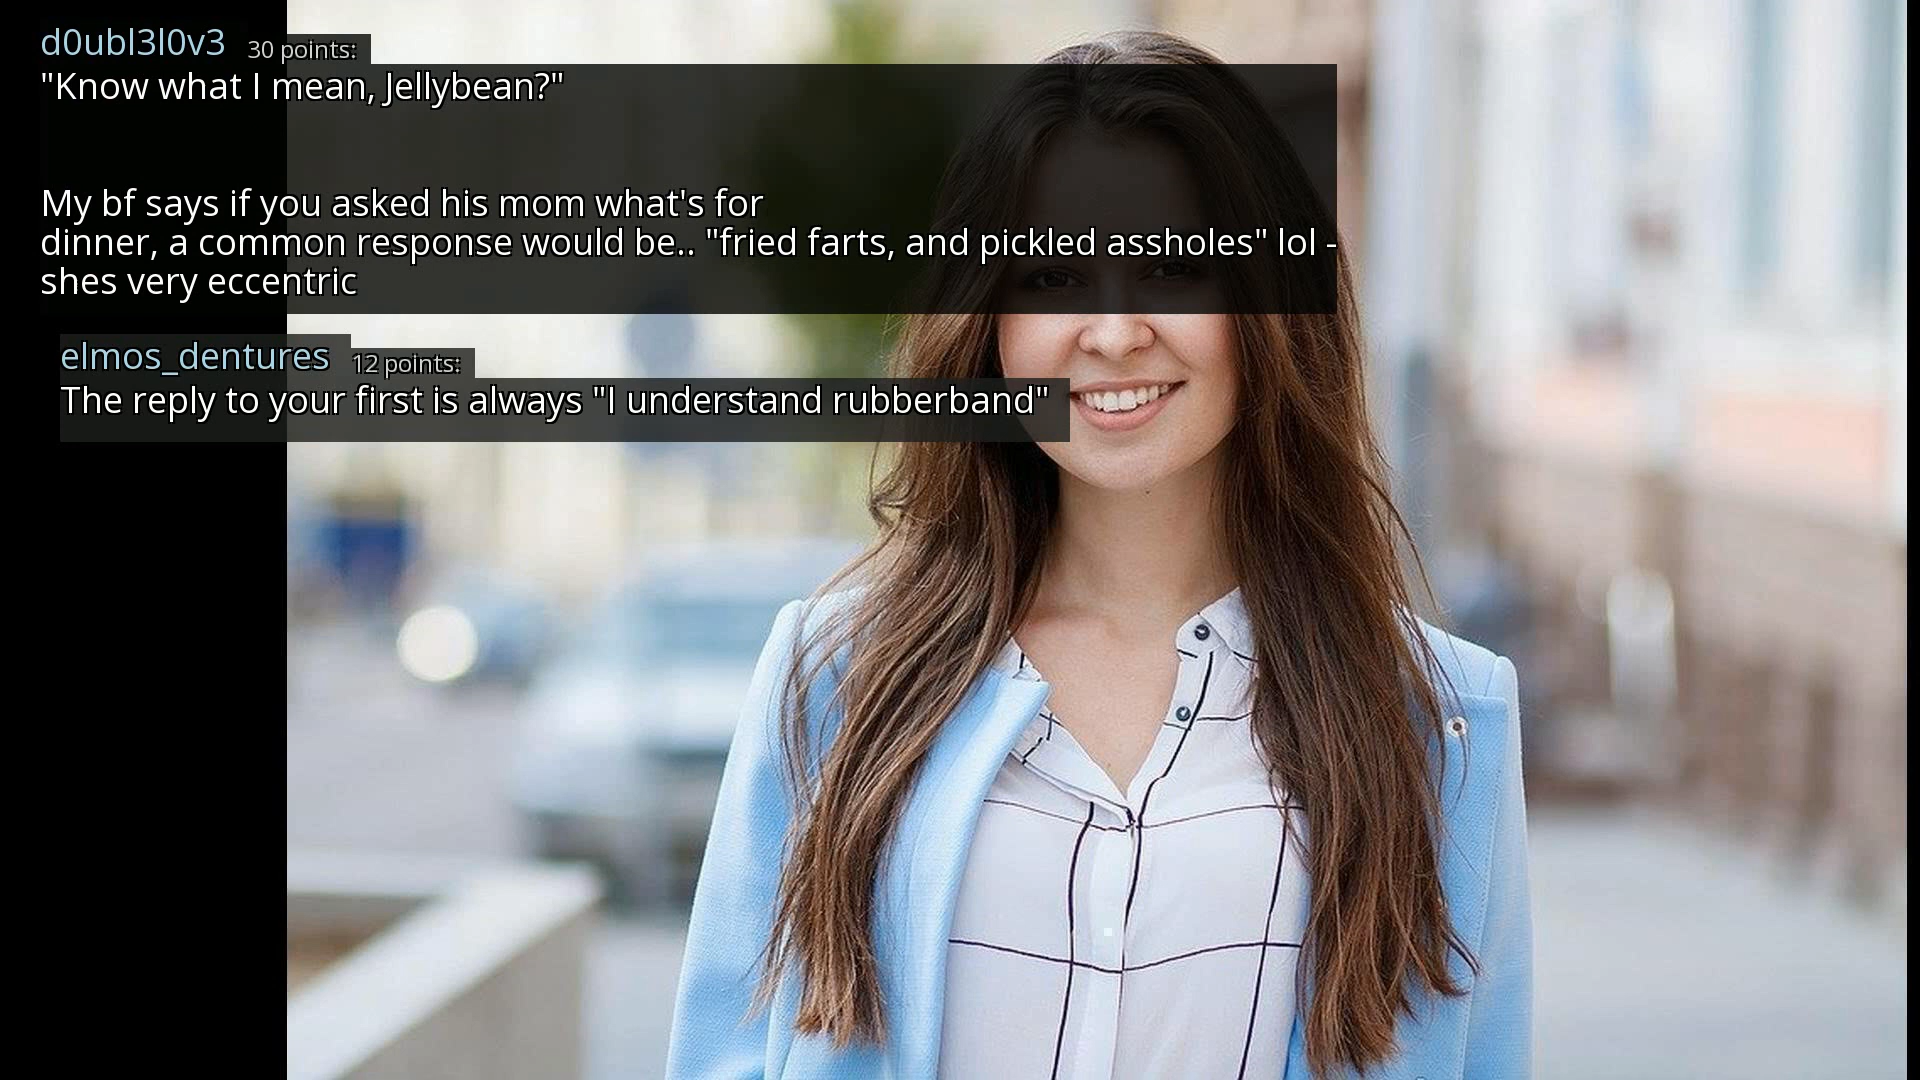 d0ubl3l0v3 30 points:
"Know what I mean, Jellybean?"
My bf says if you asked his mom what's for
dinner, a common response would be.. "fried farts, and pickled assholes" lol -
shes very eccentric
elmos_dentures 12 points:
The reply to your first is always "I understand rubberband"